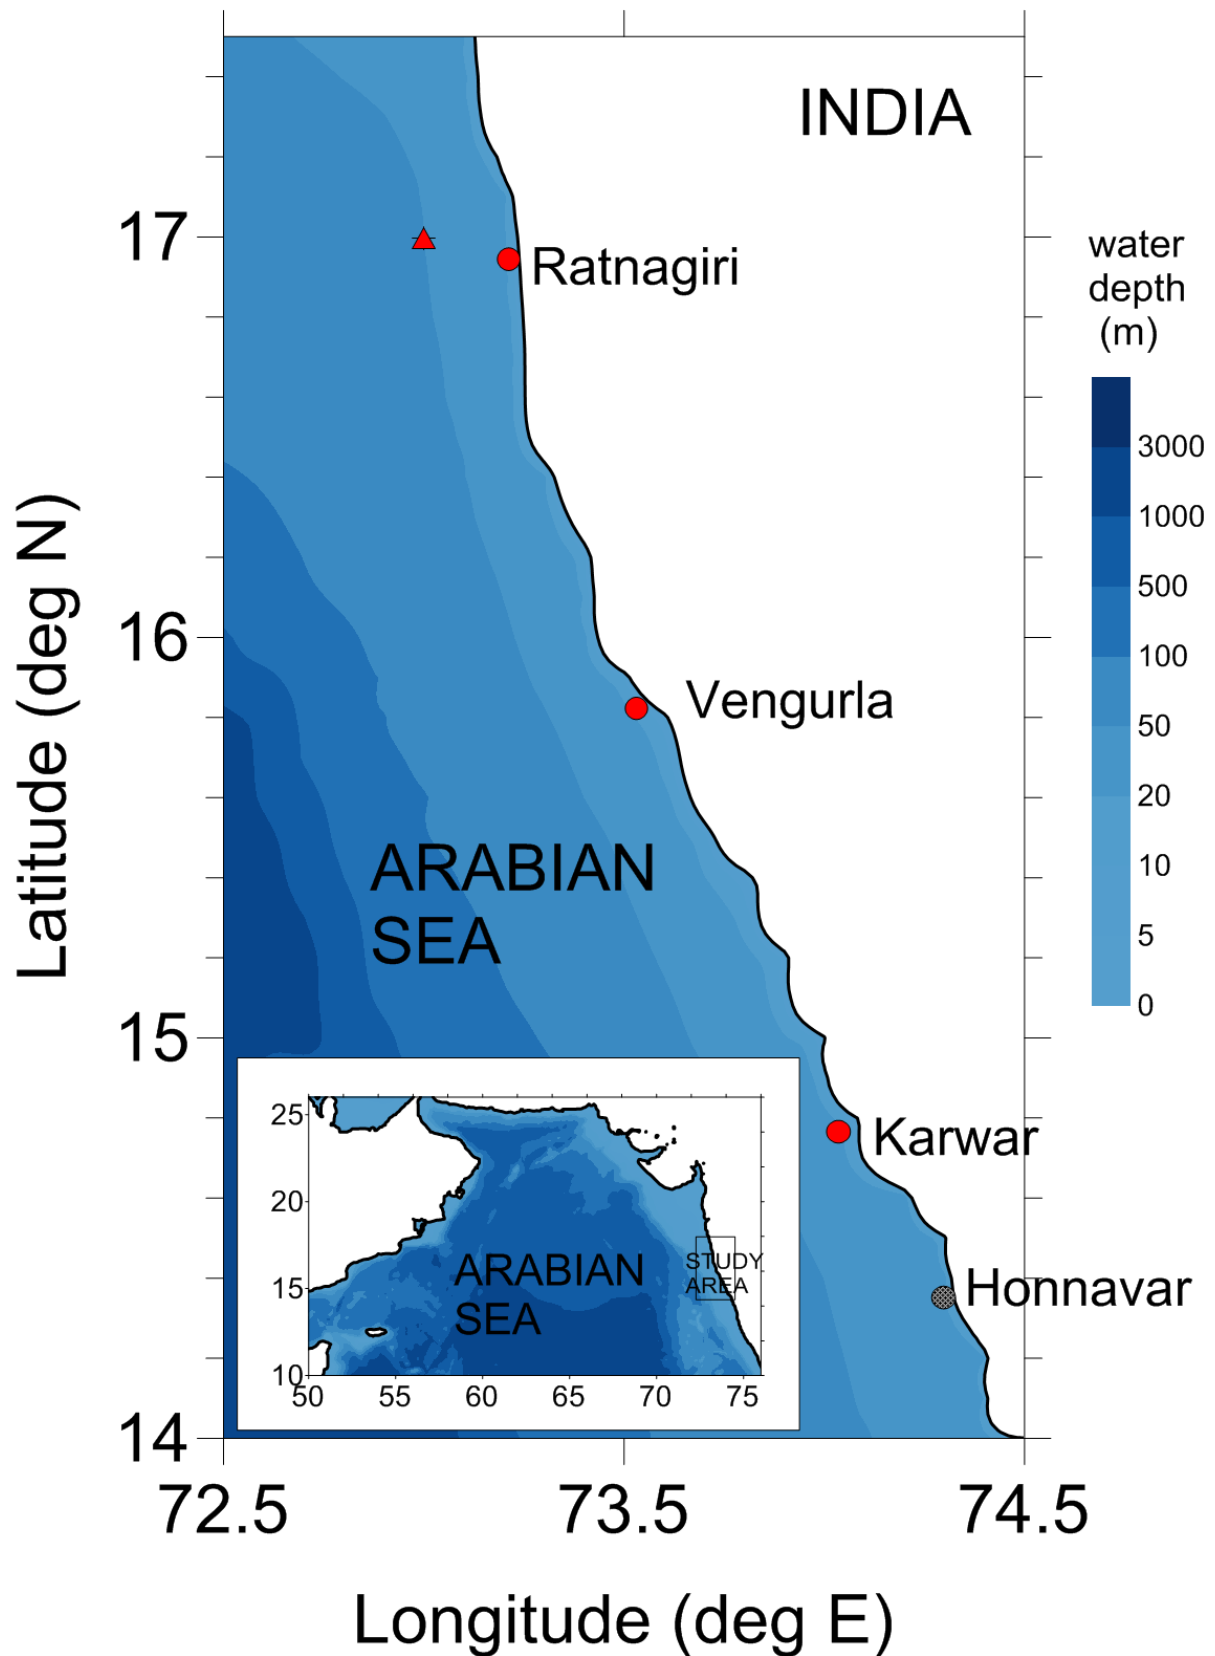 INDIA
17
Ratnagiri
water
depth
(m)
3000
1000
500
100
50
20
10
5
0
Latitude (deg N)
16
Vengurla
ARABIAN
SEA
15
Karwar
Honnavar
25
20
15
10
ARABIAN
SEA
STUDY
AREA
50 55 60 65 70 75
14
72.5 73.5 74.5
Longitude (deg E)